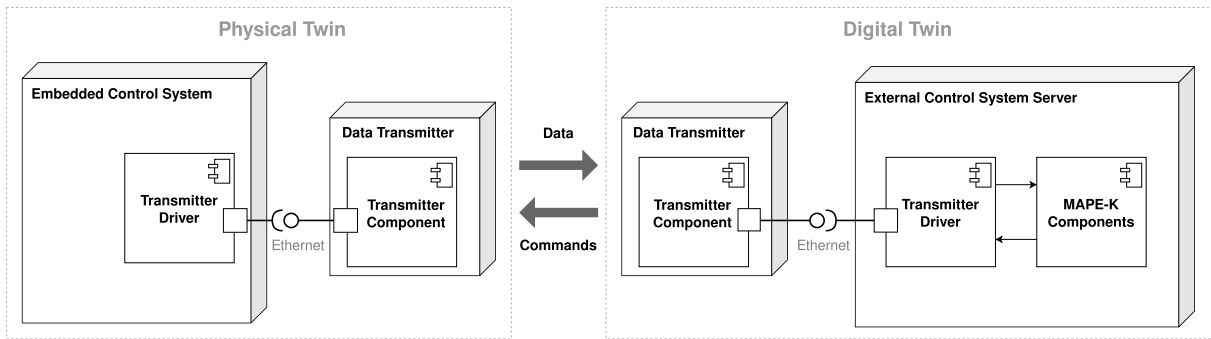 Physical Twin
Embedded Control System
Transmitter
Driver
Ethernet
Data Transmitter
Transmitter
Component
Data
Commands
Digital Twin
Data Transmitter
Transmitter
Component
Ethernet
External Control System Server
Transmitter
Driver
MAPE-K
Components